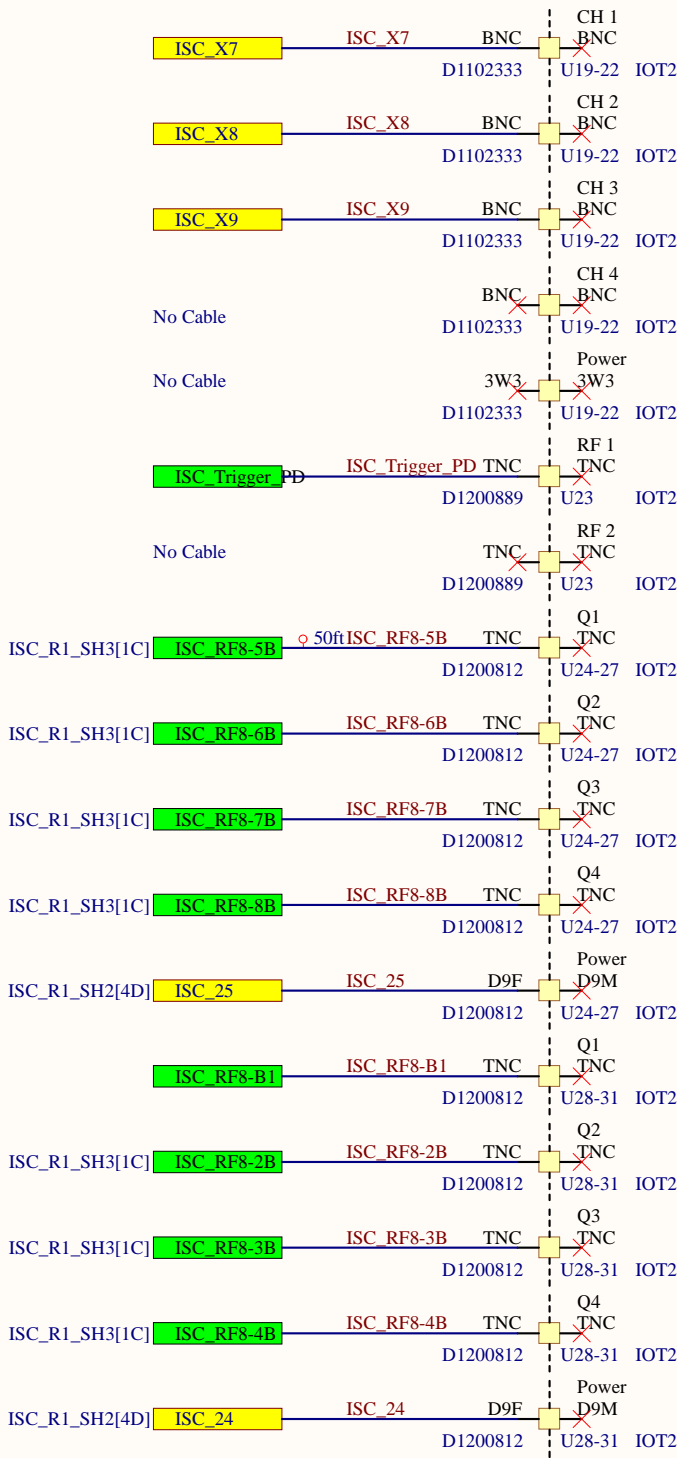 CH 1
ISC_X7 ISC_X7 BNC BNC
D1102333 U19-22 IOT2
CH 2
ISC_X8 ISC_X8 BNC BNC
D1102333 U19-22 IOT2
CH 3
ISC_X9 ISC_X9 BNC BNC
D1102333 U19-22 IOT2
CH 4
BNC BNC
No Cable D1102333 U19-22 IOT2
Power
No Cable 3W3 3W3
D1102333 U19-22 IOT2
RF 1
ISC_Trigger_PD ISC_Trigger_PD TNC TNC
D1200889 U23 IOT2
RF 2
No Cable TNC TNC
D1200889 U23 IOT2
Q1
ISC_R1_SH3[1C] ISC_RF8-5B 50ft ISC_RF8-5B TNC TNC
D1200812 U24-27 IOT2
Q2
ISC_R1_SH3[1C] ISC_RF8-6B ISC_RF8-6B TNC TNC
D1200812 U24-27 IOT2
Q3
ISC_R1_SH3[1C] ISC_RF8-7B ISC_RF8-7B TNC TNC
D1200812 U24-27 IOT2
Q4
ISC_R1_SH3[1C] ISC_RF8-8B ISC_RF8-8B TNC TNC
D1200812 U24-27 IOT2
Power
ISC_R1_SH2[4D] ISC_25 ISC_25 D9F D9M
D1200812 U24-27 IOT2
Q1
ISC_RF8-B1 ISC_RF8-B1 TNC TNC
D1200812 U28-31 IOT2
Q2
ISC_R1_SH3[1C] ISC_RF8-2B ISC_RF8-2B TNC TNC
D1200812 U28-31 IOT2
Q3
ISC_R1_SH3[1C] ISC_RF8-3B ISC_RF8-3B TNC TNC
D1200812 U28-31 IOT2
Q4
ISC_R1_SH3[1C] ISC_RF8-4B ISC_RF8-4B TNC TNC
D1200812 U28-31 IOT2
Power
ISC_R1_SH2[4D] ISC_24 ISC_24 D9F D9M
D1200812 U28-31 IOT2